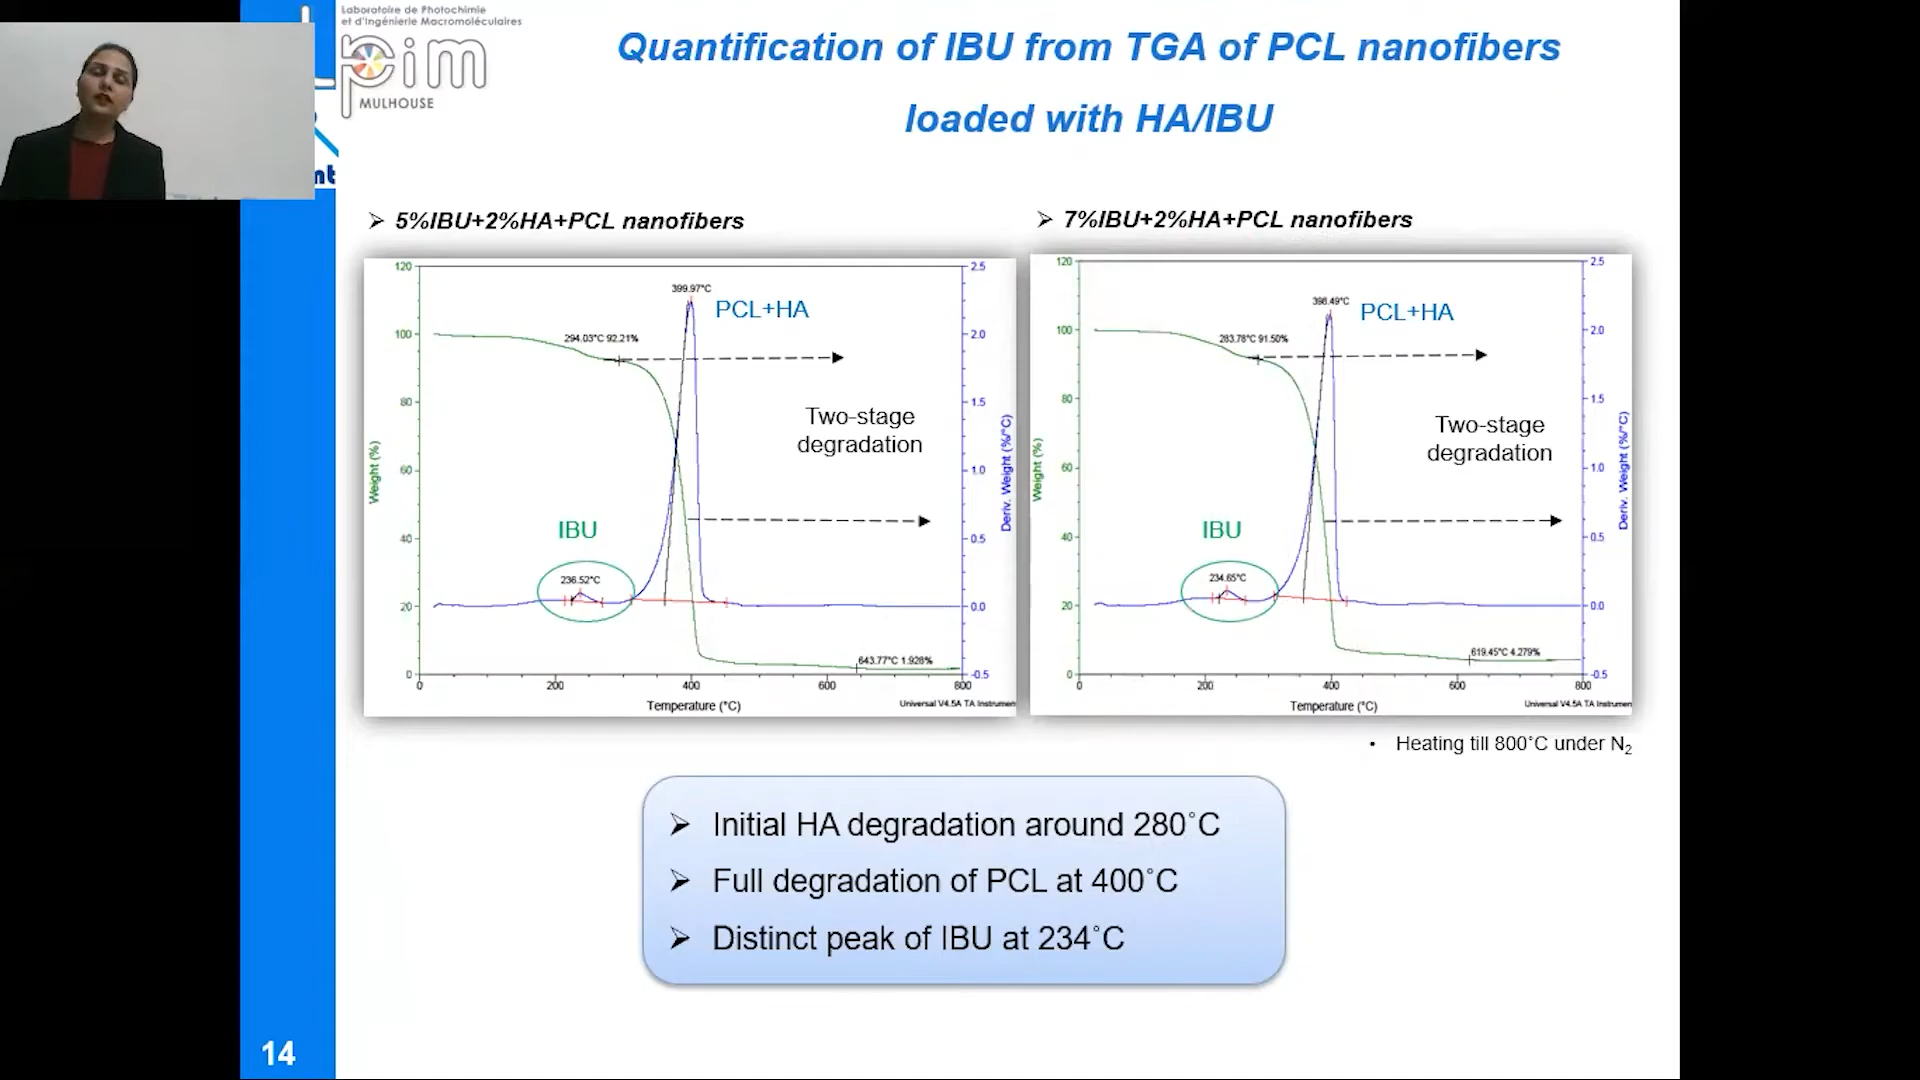 Laboratoire de Photochimie
et d'Ingénierie Macromoléculaires
lpim
MULHOUSE
nt
Quantification of IBU from TGA of PCL nanofibers
loaded with HA/IBU
➢ 5%IBU+2%HA+PCL nanofibers
120
100
80
60
40
20
0
Weight (%)
0
200
400
600
800
Temperature (°C)
2.5
2.0
1.5
1.0
0.5
0.0
-0.5
Deriv. Weight (%/°C)
399.97°C
PCL+HA
294.03°C 92.21%
Two-stage
degradation
IBU
236.52°C
643.77°C 1.928%
Universal V4.5A TA Instrumen
➢ 7%IBU+2%HA+PCL nanofibers
120
100
80
60
40
20
0
Weight (%)
0
200
400
600
800
Temperature (°C)
2.5
2.0
1.5
1.0
0.5
0.0
-0.5
Deriv. Weight (%/°C)
398.49°C
PCL+HA
283.78°C 91.50%
Two-stage
degradation
IBU
234.65°C
619.45°C 4.279%
Universal V4.5A TA Instrumen
• Heating till 800˚C under N₂
➢ Initial HA degradation around 280˚C
➢ Full degradation of PCL at 400˚C
➢ Distinct peak of IBU at 234˚C
14